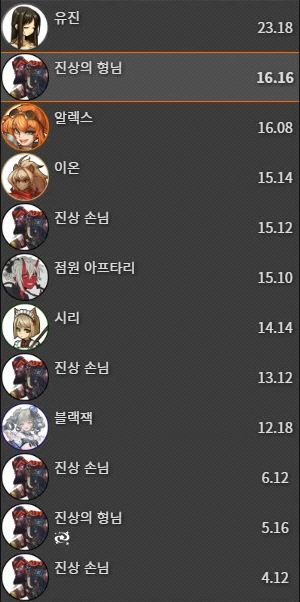 유진
23.18
진상의 형님
16.16
알렉스
16.08
이온
15.14
진상 손님
15.12
점원 아프타리
15.10
시리
14.14
진상 손님
13.12
블랙잭
12.18
진상 손님
6.12
진상의 형님
5.16
진상 손님
4.12